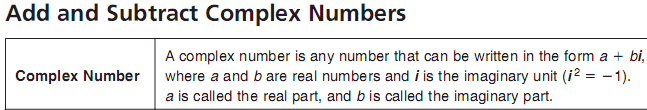 Add and Subtract Complex Numbers
A complex number is any number that can be written in the form a + bi,
Complex Number where a and b are real numbers and i is the imaginary unit (i² = −1).
a is called the real part, and b is called the imaginary part.